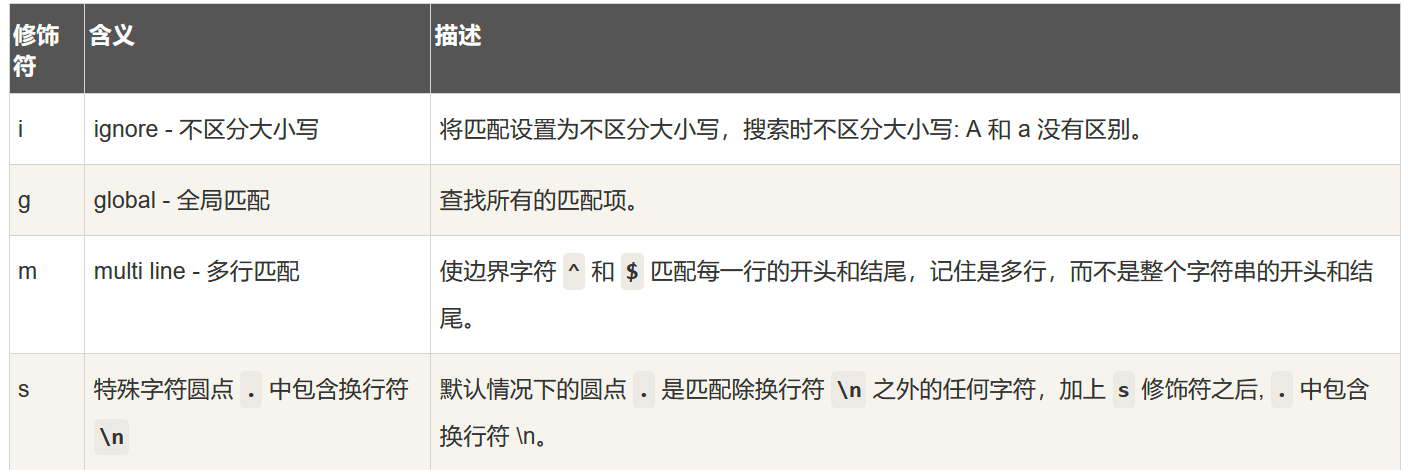 修饰
符
含义
描述
i
ignore - 不区分大小写
将匹配设置为不区分大小写，搜索时不区分大小写: A 和 a 没有区别。
g
global - 全局匹配
查找所有的匹配项。
m
multi line - 多行匹配
使边界字符 ^ 和 $ 匹配每一行的开头和结尾，记住是多行，而不是整个字符串的开头和结
尾。
s
特殊字符圆点 . 中包含换行符
\n
默认情况下的圆点 . 是匹配除换行符 \n 之外的任何字符，加上 s 修饰符之后, . 中包含
换行符 \n。